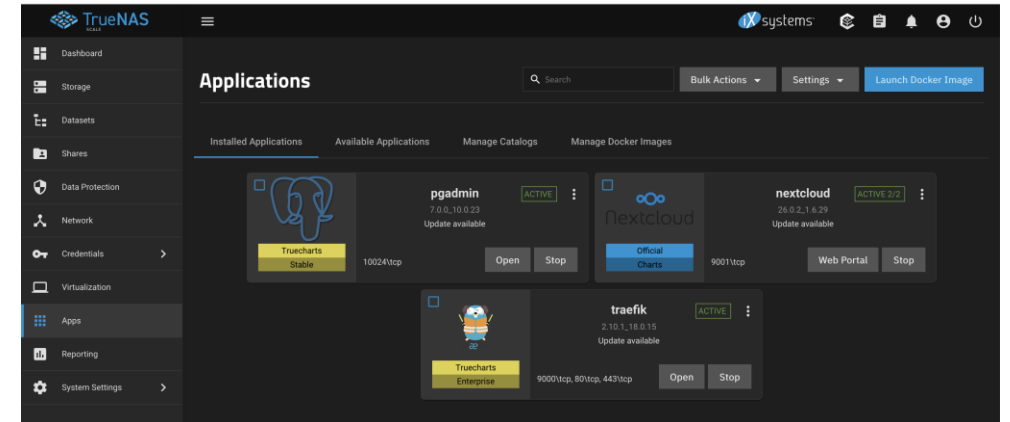 TrueNAS
SCALE
iX systems
Dashboard
Storage
Datasets
Shares
Data Protection
Network
Credentials
Virtualization
Apps
Reporting
System Settings
Applications
Search
Bulk Actions
Settings
Launch Docker Image
Installed Applications
Available Applications
Manage Catalogs
Manage Docker Images
Truecharts
Stable
pgadmin
ACTIVE
7.0.0_10.0.23
Update available
10024\tcp
Open
Stop
Nextcloud
Official
Charts
nextcloud
ACTIVE 2/2
26.0.2_1.6.29
Update available
9001\tcp
Web Portal
Stop
æ
Truecharts
Enterprise
traefik
ACTIVE
2.10.1_18.0.15
Update available
9000\tcp, 80\tcp, 443\tcp
Open
Stop